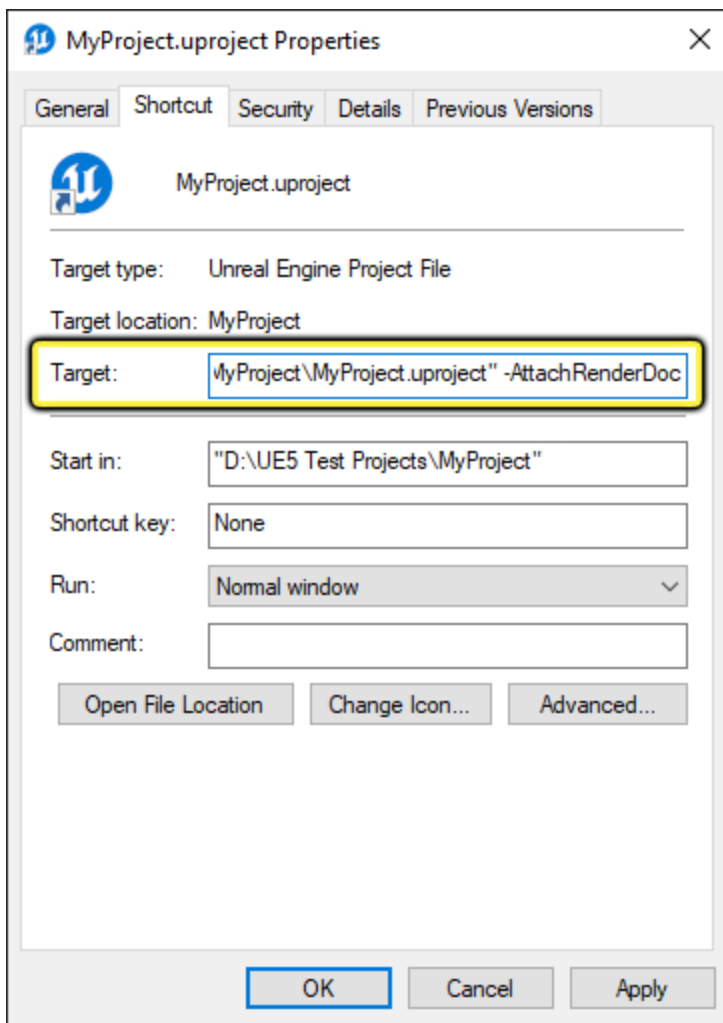 MyProject.uproject Properties
General Shortcut Security Details Previous Versions
MyProject.uproject
Target type: Unreal Engine Project File
Target location: MyProject
Target: MyProject\MyProject.uproject" -AttachRenderDoc
Start in: "D:\UE5 Test Projects\MyProject"
Shortcut key: None
Run: Normal window
Comment:
Open File Location Change Icon... Advanced...
OK Cancel Apply